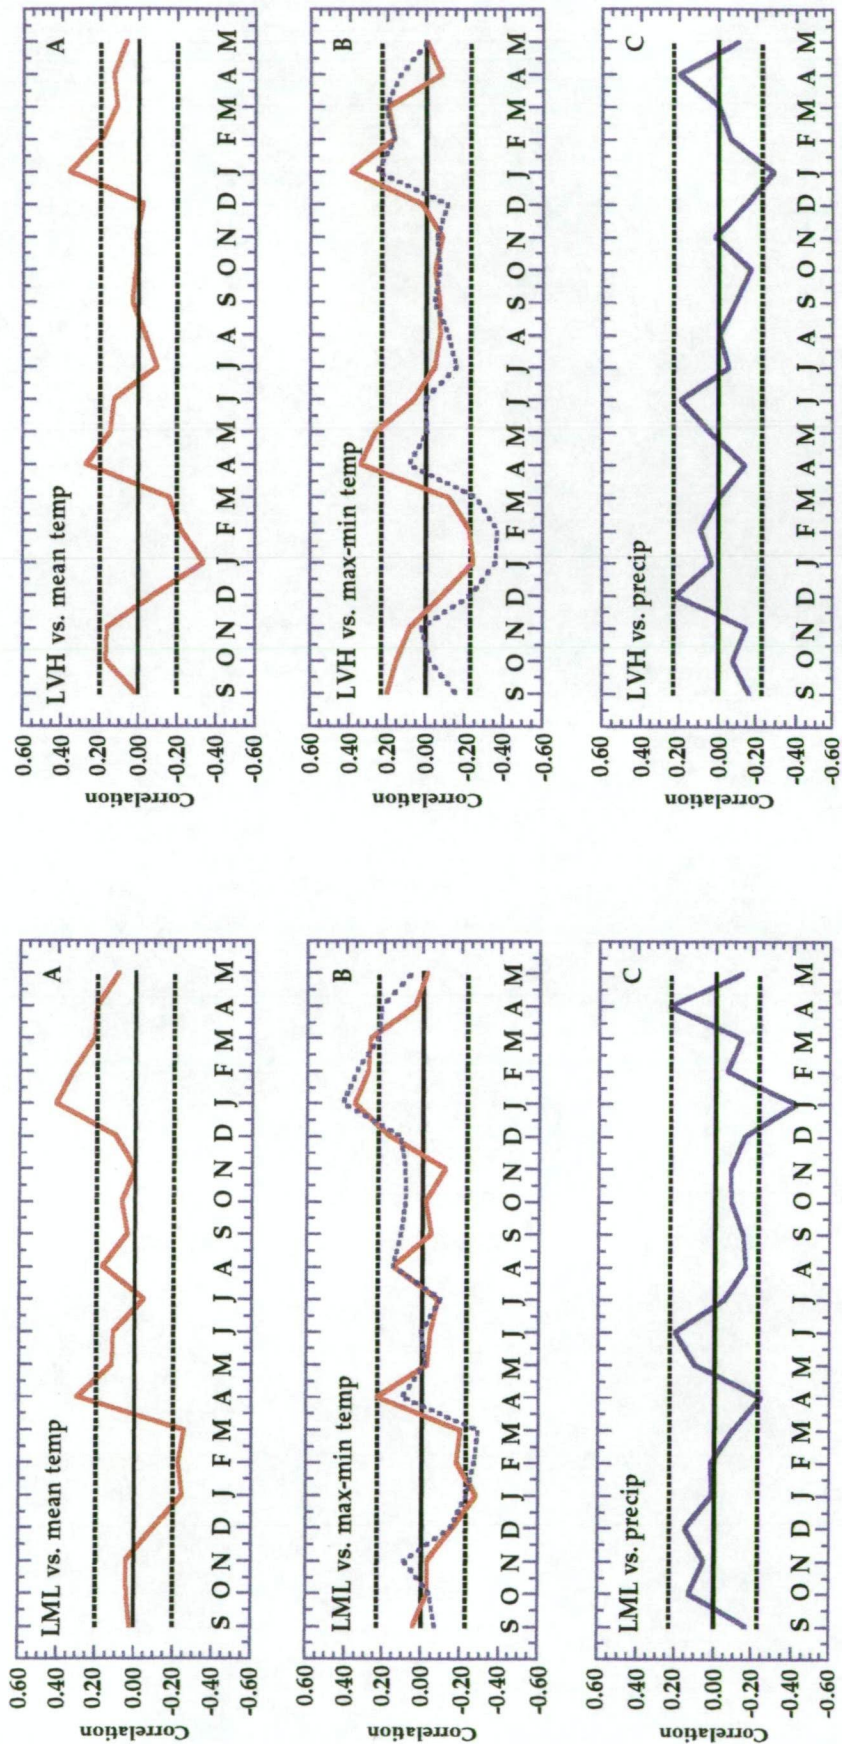 A
LML vs. mean temp
0.60
0.40
0.20
0.00
-0.20
-0.40
-0.60
Correlation
S O N D J F M A M J J A S O N D J F M A M
B
LML vs. max-min temp
0.60
0.40
0.20
0.00
-0.20
-0.40
-0.60
Correlation
S O N D J F M A M J J A S O N D J F M A M
C
LML vs. precip
0.60
0.40
0.20
0.00
-0.20
-0.40
-0.60
Correlation
S O N D J F M A M J J A S O N D J F M A M
A
LVH vs. mean temp
0.60
0.40
0.20
0.00
-0.20
-0.40
-0.60
Correlation
S O N D J F M A M J J A S O N D J F M A M
B
LVH vs. max-min temp
0.60
0.40
0.20
0.00
-0.20
-0.40
-0.60
Correlation
S O N D J F M A M J J A S O N D J F M A M
C
LVH vs. precip
0.60
0.40
0.20
0.00
-0.20
-0.40
-0.60
Correlation
S O N D J F M A M J J A S O N D J F M A M